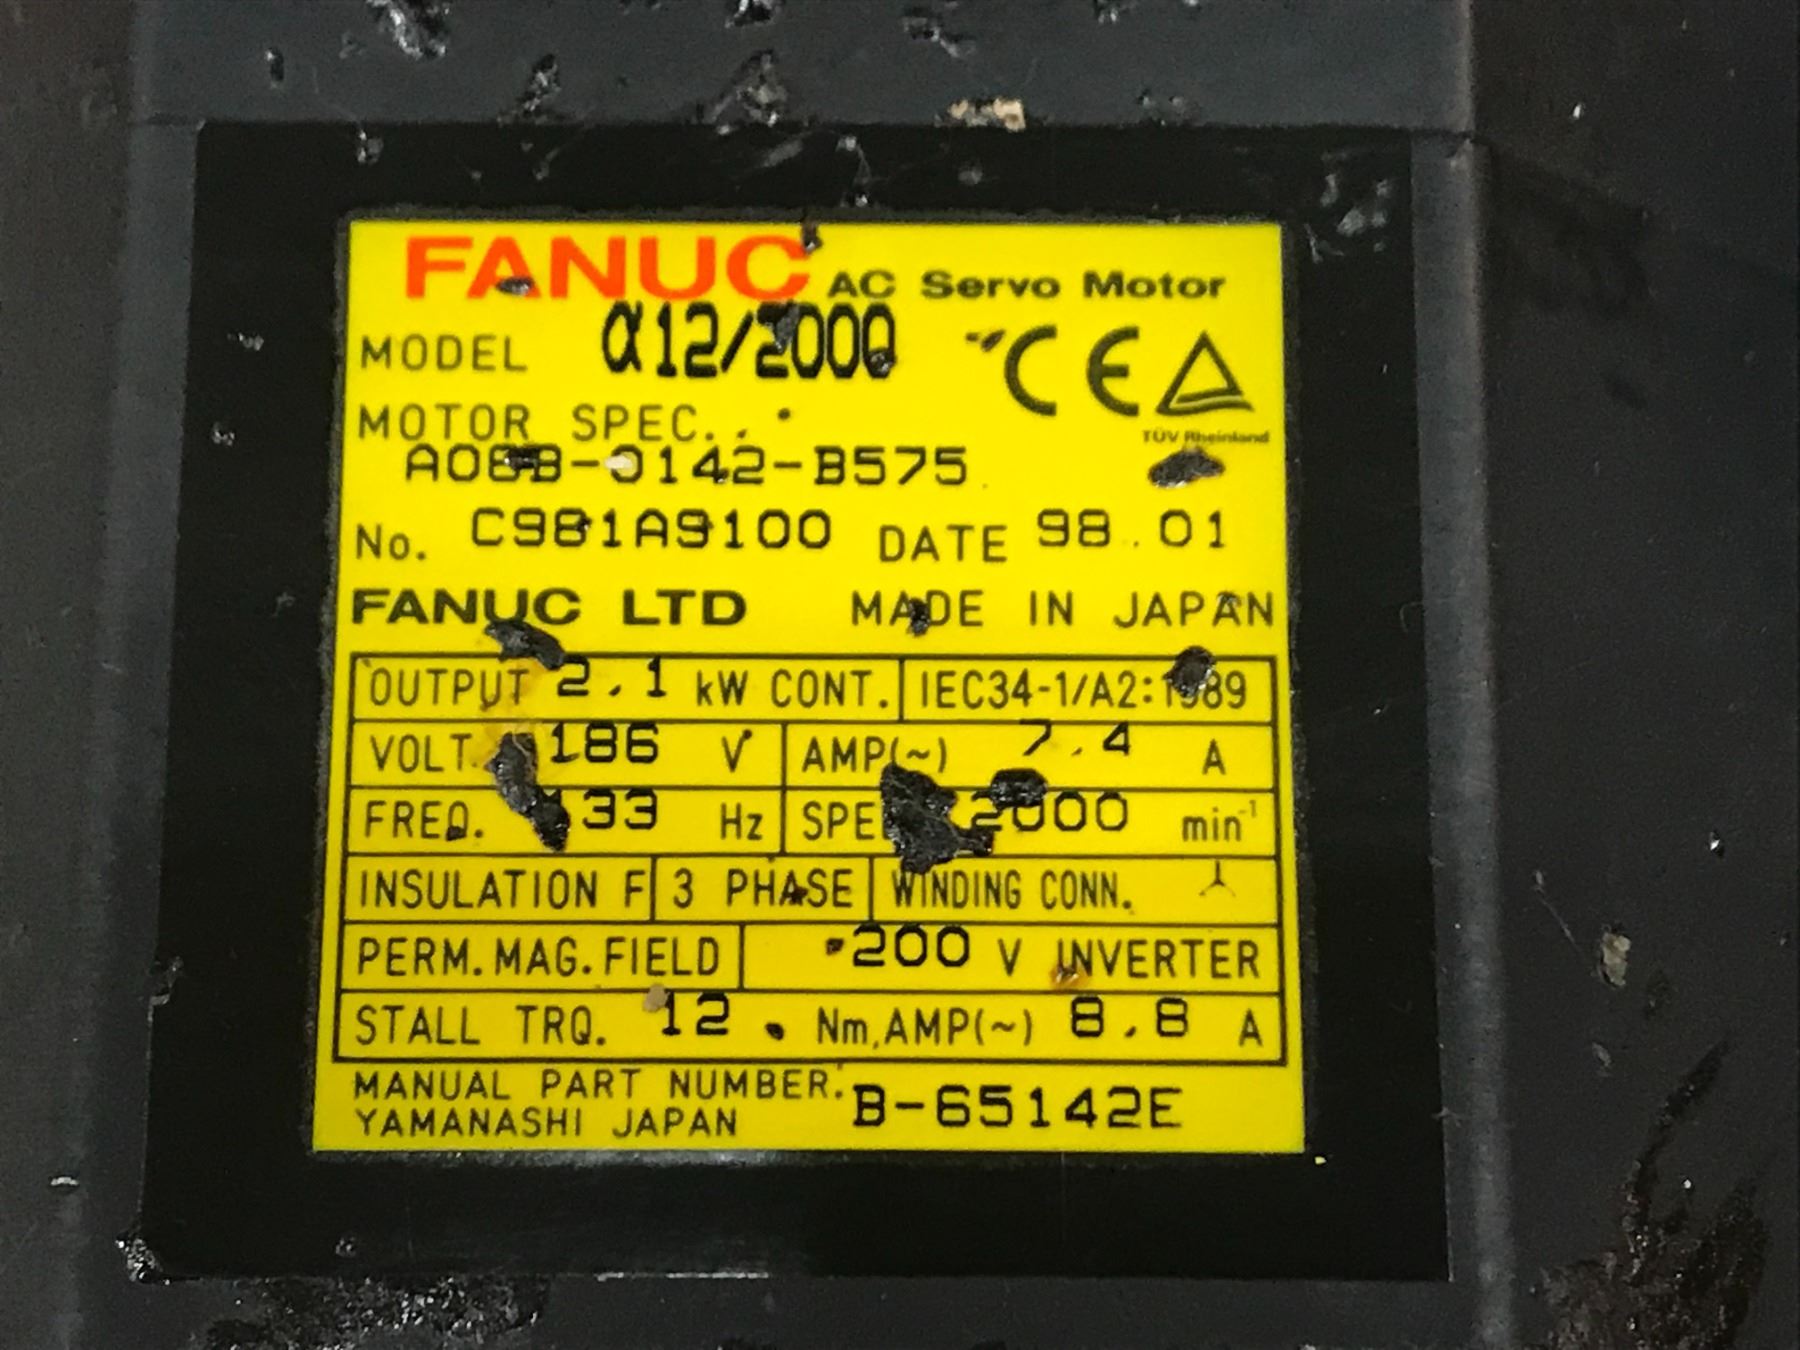 FANUC AC Servo Motor
MODEL α12/2000
CE
TÜV Rheinland
MOTOR SPEC.
A06B-0142-B575
No. C981A9100 DATE 98.01
FANUC LTD MADE IN JAPAN
OUTPUT 2.1 kW CONT. IEC34-1/A2:1989
VOLT. 186 V AMP(~) 7.4 A
FREQ. 133 Hz 2000 min-1
INSULATION F 3 PHASE WINDING CONN.
PERM.MAG.FIELD 200 V INVERTER
STALL TRQ. 12. Nm,AMP(~) 8.8 A
MANUAL PART NUMBER: B-65142E
YAMANASHI JAPAN